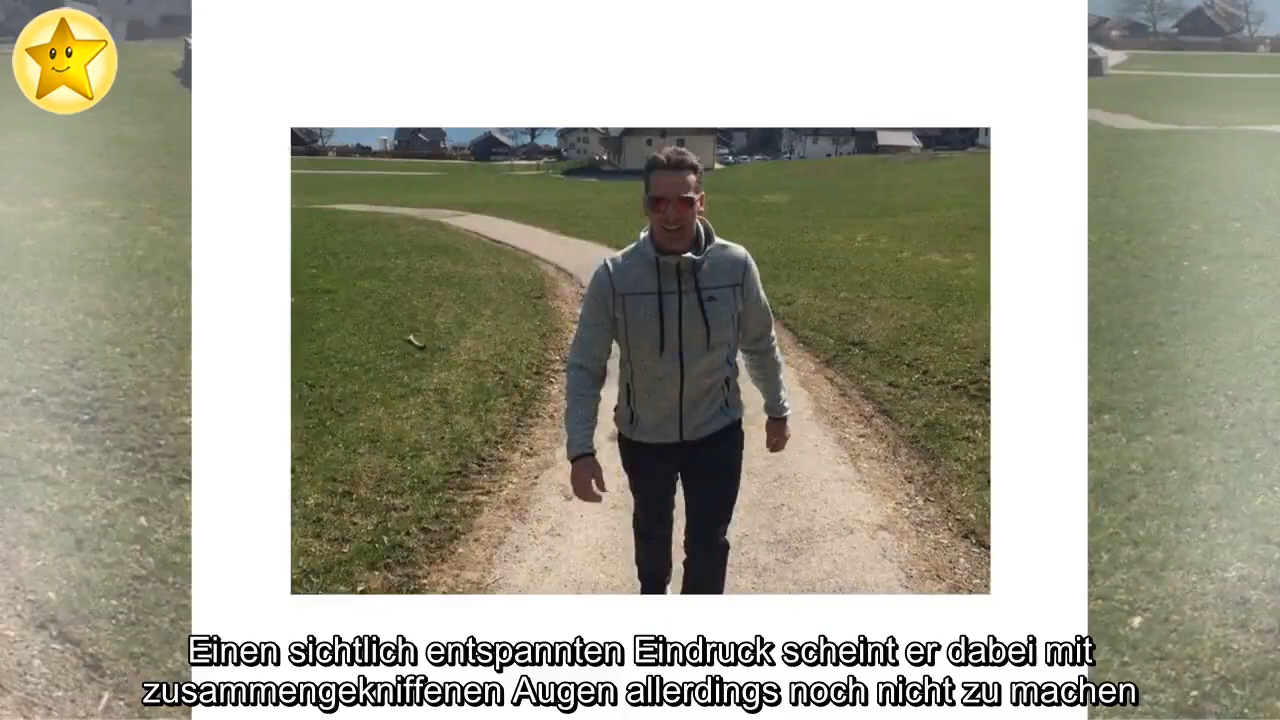 Einen sichtlich entspannten Eindruck scheint er dabei mit
zusammengekniffenen Augen allerdings noch nicht zu machen